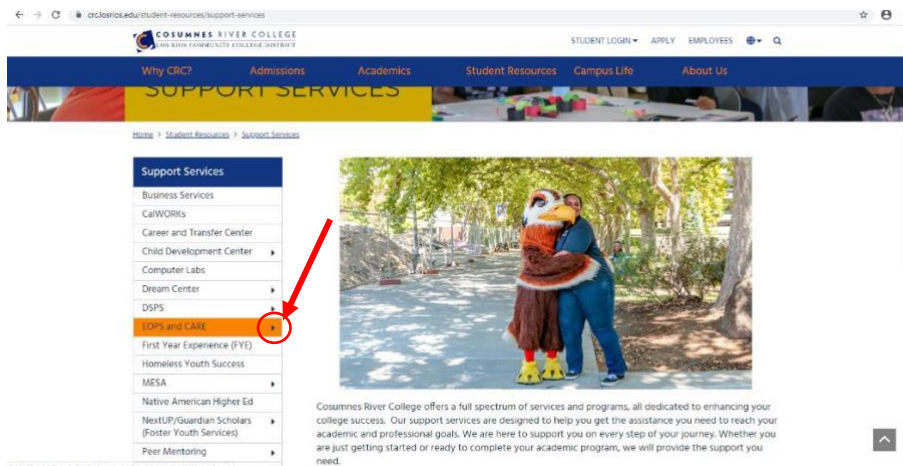 crc.losrios.edu/student-resources/support-services
COSUMNES RIVER COLLEGE
LOS RIOS COMMUNITY COLLEGE DISTRICT
STUDENT LOGIN APPLY EMPLOYEES
Why CRC? Admissions Academics Student Resources Campus Life About Us
SUPPORT SERVICES
Home > Student Resources > Support Services
Support Services
Business Services
CalWORKs
Career and Transfer Center
Child Development Center
Computer Labs
Dream Center
DSPS
EOPS and CARE
First Year Experience (FYE)
Homeless Youth Success
MESA
Native American Higher Ed
NextUP/Guardian Scholars
(Foster Youth Services)
Peer Mentoring
Cosumnes River College offers a full spectrum of services and programs, all dedicated to enhancing your
college success. Our support services are designed to help you get the assistance you need to reach your
academic and professional goals. We are here to support you on every step of your journey. Whether you
are just getting started or ready to complete your academic program, we will provide the support you
need.